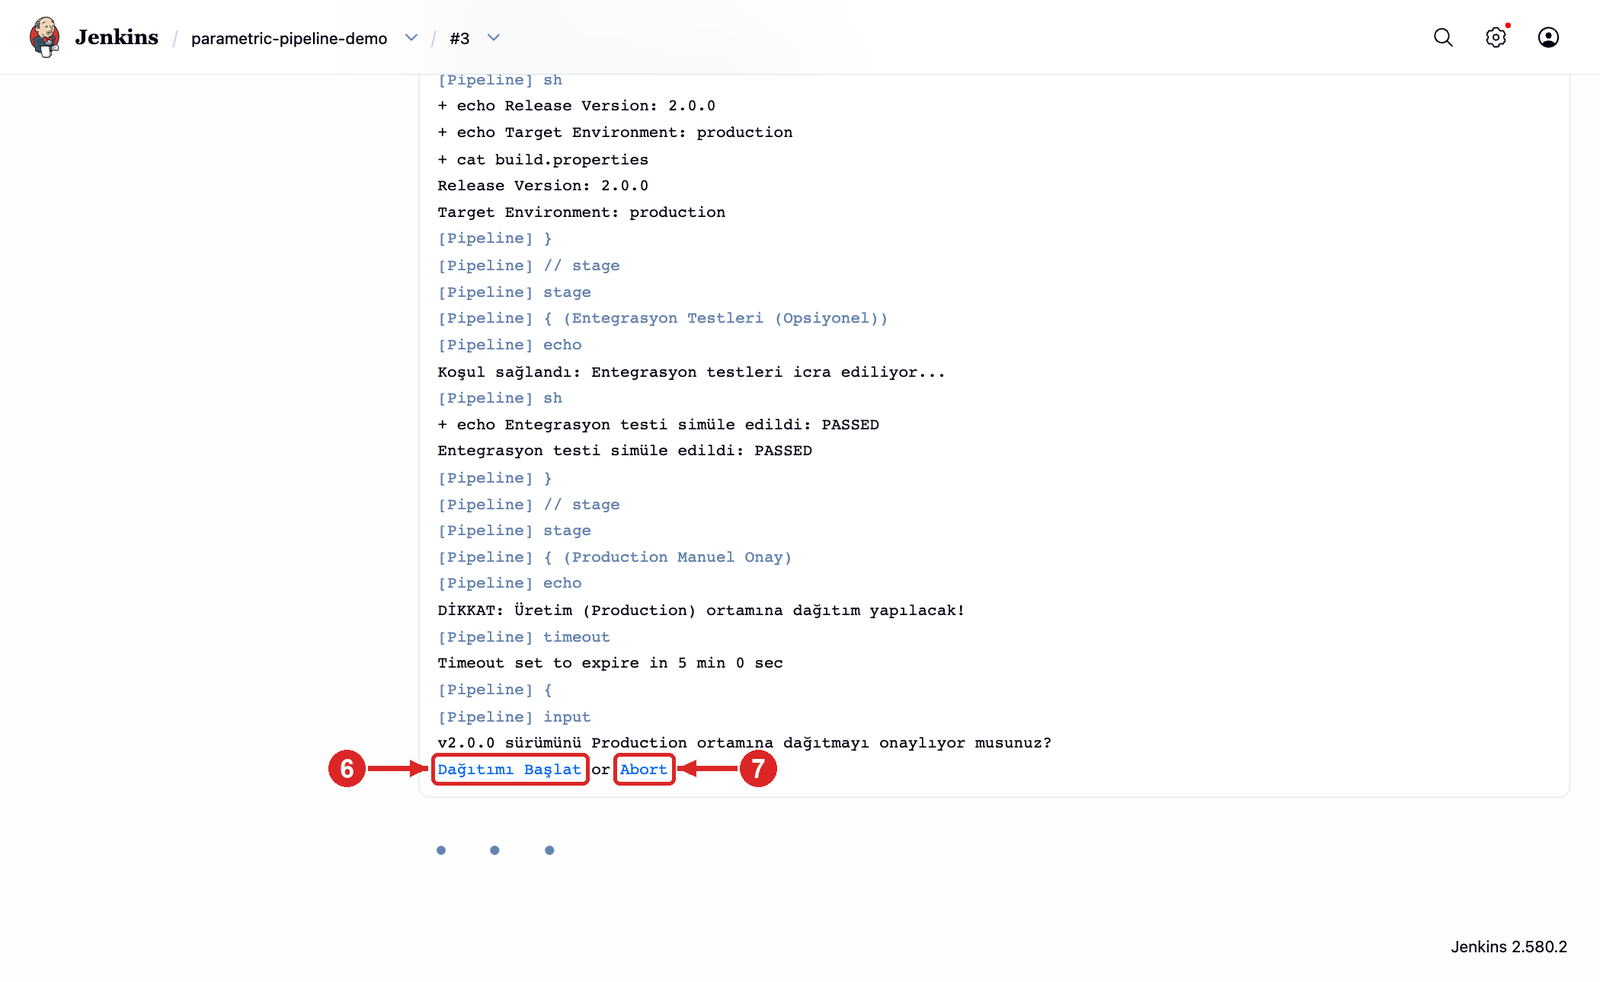 Jenkins / parametric-pipeline-demo / #3
[Pipeline] sh
+ echo Release Version: 2.0.0
+ echo Target Environment: production
+ cat build.properties
Release Version: 2.0.0
Target Environment: production
[Pipeline] }
[Pipeline] // stage
[Pipeline] stage
[Pipeline] { (Entegrasyon Testleri (Opsiyonel))
[Pipeline] echo
Koşul sağlandı: Entegrasyon testleri icra ediliyor...
[Pipeline] sh
+ echo Entegrasyon testi simüle edildi: PASSED
Entegrasyon testi simüle edildi: PASSED
[Pipeline] }
[Pipeline] // stage
[Pipeline] stage
[Pipeline] { (Production Manuel Onay)
[Pipeline] echo
DİKKAT: Üretim (Production) ortamına dağıtım yapılacak!
[Pipeline] timeout
Timeout set to expire in 5 min 0 sec
[Pipeline] {
[Pipeline] input
v2.0.0 sürümünü Production ortamına dağıtmayı onaylıyor musunuz?
6 Dağıtımı Başlat or Abort 7
Jenkins 2.580.2